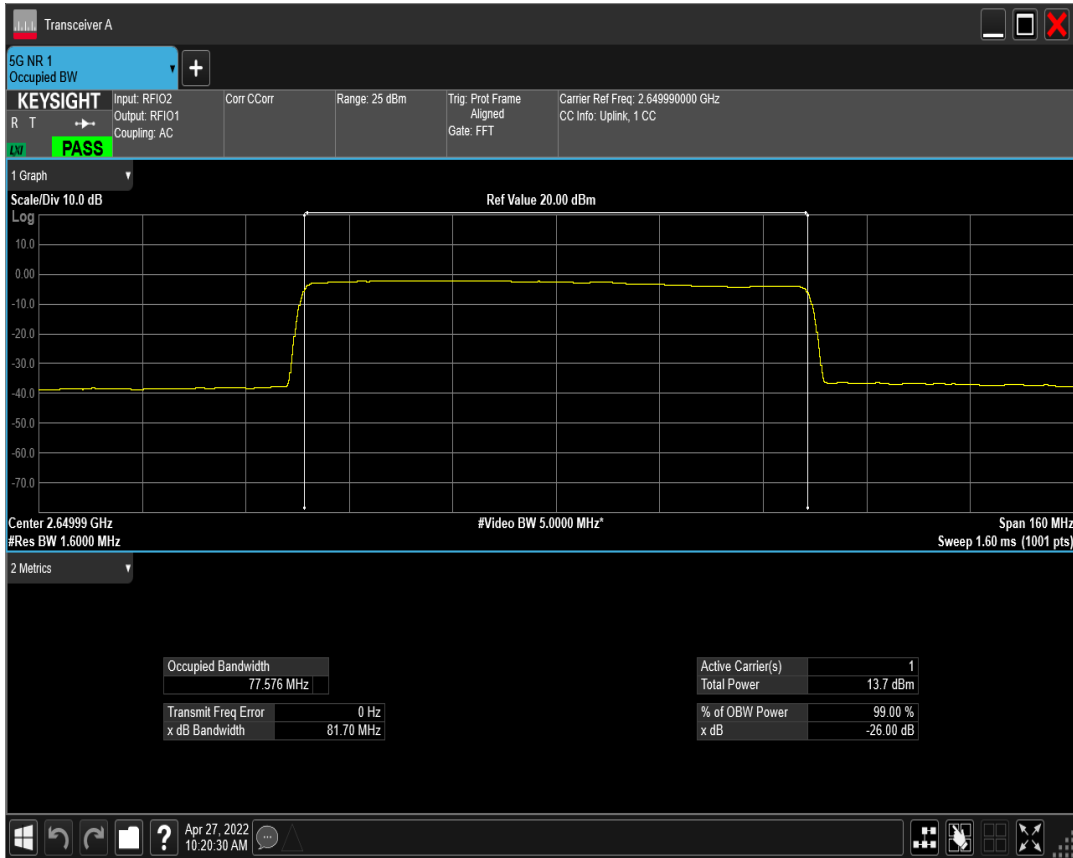 Transceiver A
5G NR 1
Occupied BW
KEYSIGHT
R T
LXI
PASS
Input: RFIO2
Output: RFIO1
Coupling: AC
Corr CCorr
Range: 25 dBm
Trig: Prot Frame
Aligned
Gate: FFT
Carrier Ref Freq: 2.649990000 GHz
CC Info: Uplink, 1 CC
1 Graph
Scale/Div 10.0 dB
Ref Value 20.00 dBm
Log
10.0
0.00
-10.0
-20.0
-30.0
-40.0
-50.0
-60.0
-70.0
Center 2.64999 GHz
#Video BW 5.0000 MHz*
Span 160 MHz
#Res BW 1.6000 MHz
Sweep 1.60 ms (1001 pts)
2 Metrics
Occupied Bandwidth
77.576 MHz
Transmit Freq Error 0 Hz
x dB Bandwidth 81.70 MHz
Active Carrier(s) 1
Total Power 13.7 dBm
% of OBW Power 99.00 %
x dB -26.00 dB
?
Apr 27, 2022
10:20:30 AM